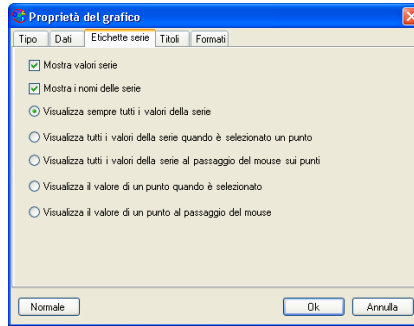 Proprietà del grafico
Tipo Dati Etichette serie Titoli Formati
Mostra valori serie
Mostra i nomi delle serie
Visualizza sempre tutti i valori della serie
Visualizza tutti i valori della serie quando è selezionato un punto
Visualizza tutti i valori della serie al passaggio del mouse sui punti
Visualizza il valore di un punto quando è selezionato
Visualizza il valore di un punto al passaggio del mouse
Normale Ok Annulla